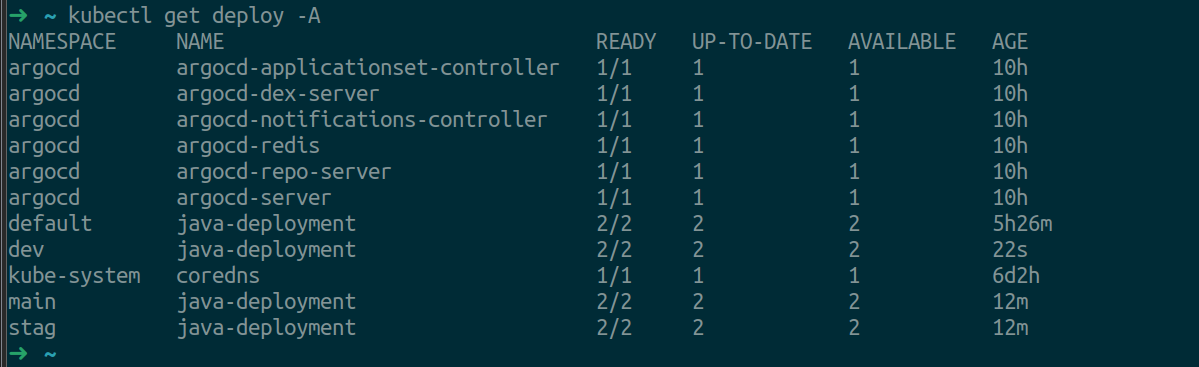 ➜ ~ kubectl get deploy -A
NAMESPACE NAME READY UP-TO-DATE AVAILABLE AGE
argocd argocd-applicationset-controller 1/1 1 1 10h
argocd argocd-dex-server 1/1 1 1 10h
argocd argocd-notifications-controller 1/1 1 1 10h
argocd argocd-redis 1/1 1 1 10h
argocd argocd-repo-server 1/1 1 1 10h
argocd argocd-server 1/1 1 1 10h
default java-deployment 2/2 2 2 5h26m
dev java-deployment 2/2 2 2 22s
kube-system coredns 1/1 1 1 6d2h
main java-deployment 2/2 2 2 12m
stag java-deployment 2/2 2 2 12m
➜ ~